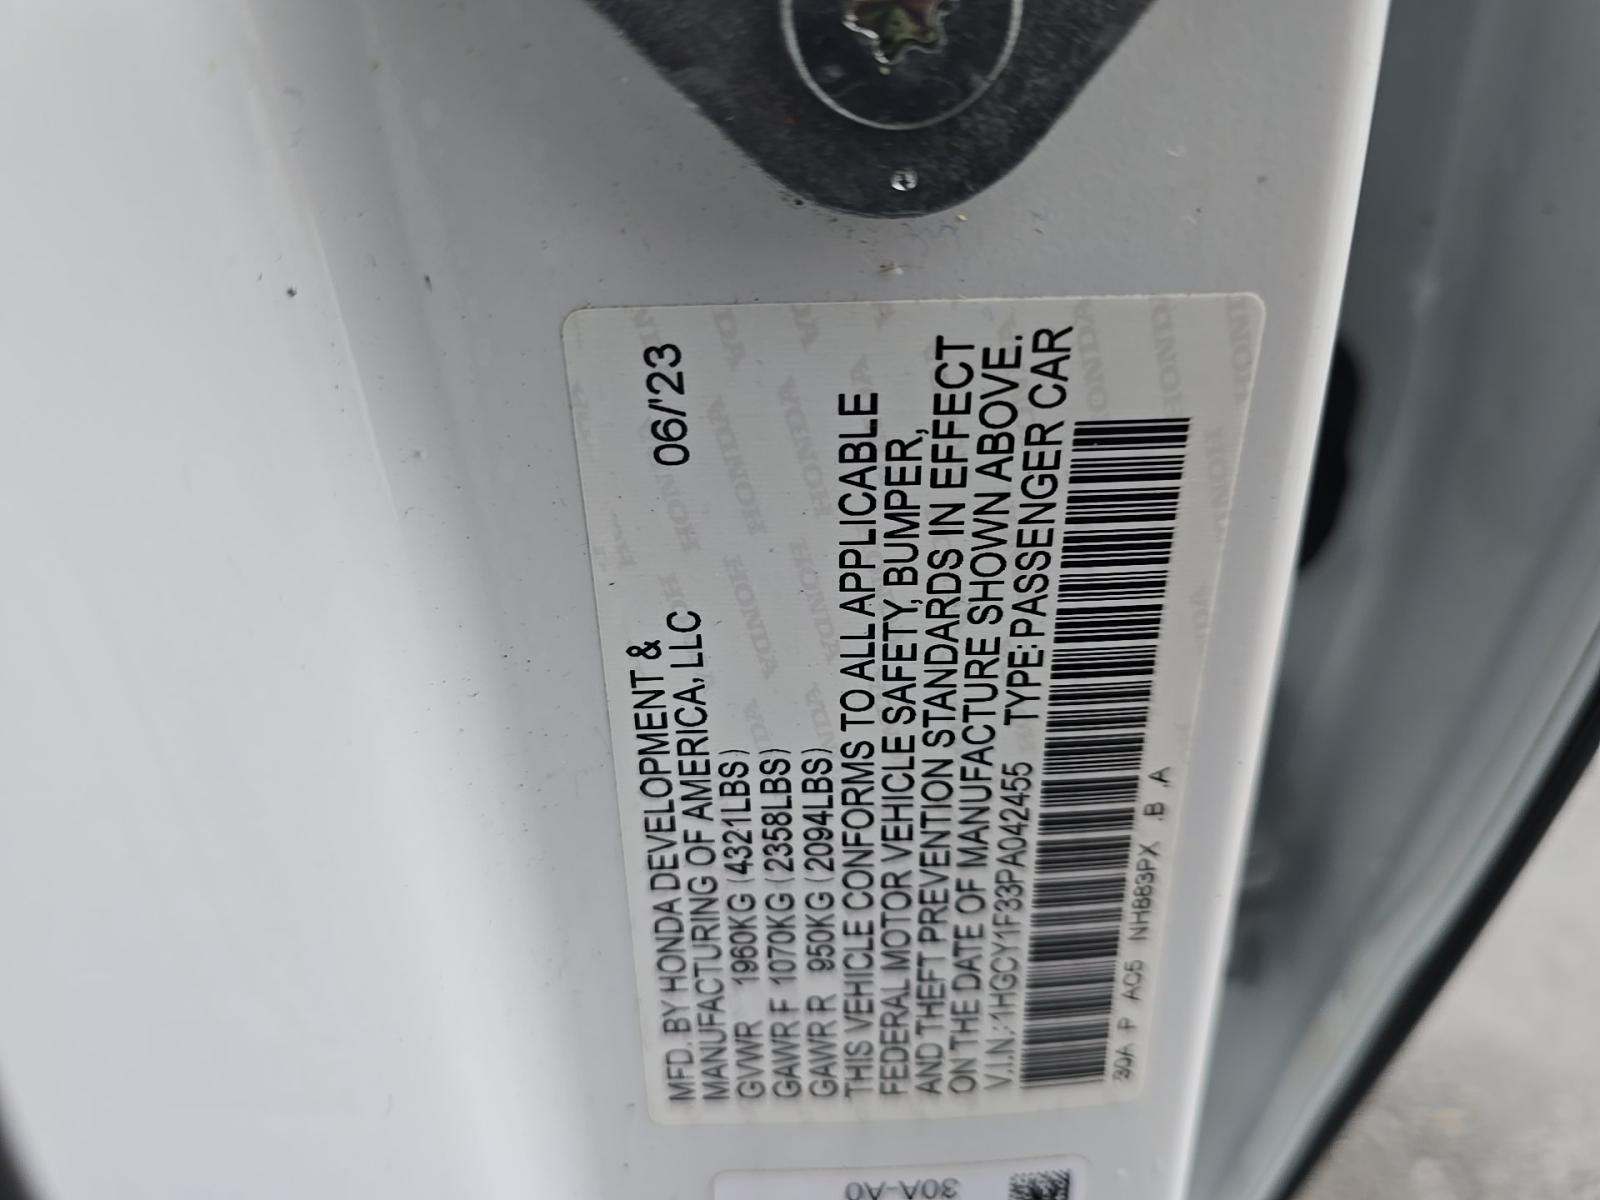 MFD. BY HONDA DEVELOPMENT &
MANUFACTURING OF AMERICA, LLC 06/'23
GVWR 1960KG (4321LBS)
GAWR F 1070KG (2358LBS)
GAWR R 950KG (2094LBS)
THIS VEHICLE CONFORMS TO ALL APPLICABLE
FEDERAL MOTOR VEHICLE SAFETY, BUMPER,
AND THEFT PREVENTION STANDARDS IN EFFECT
ON THE DATE OF MANUFACTURE SHOWN ABOVE.
V.I.N.:1HGCY1F33PA042455 TYPE: PASSENGER CAR
30A P AC5 NH883PX B A
30A-A0